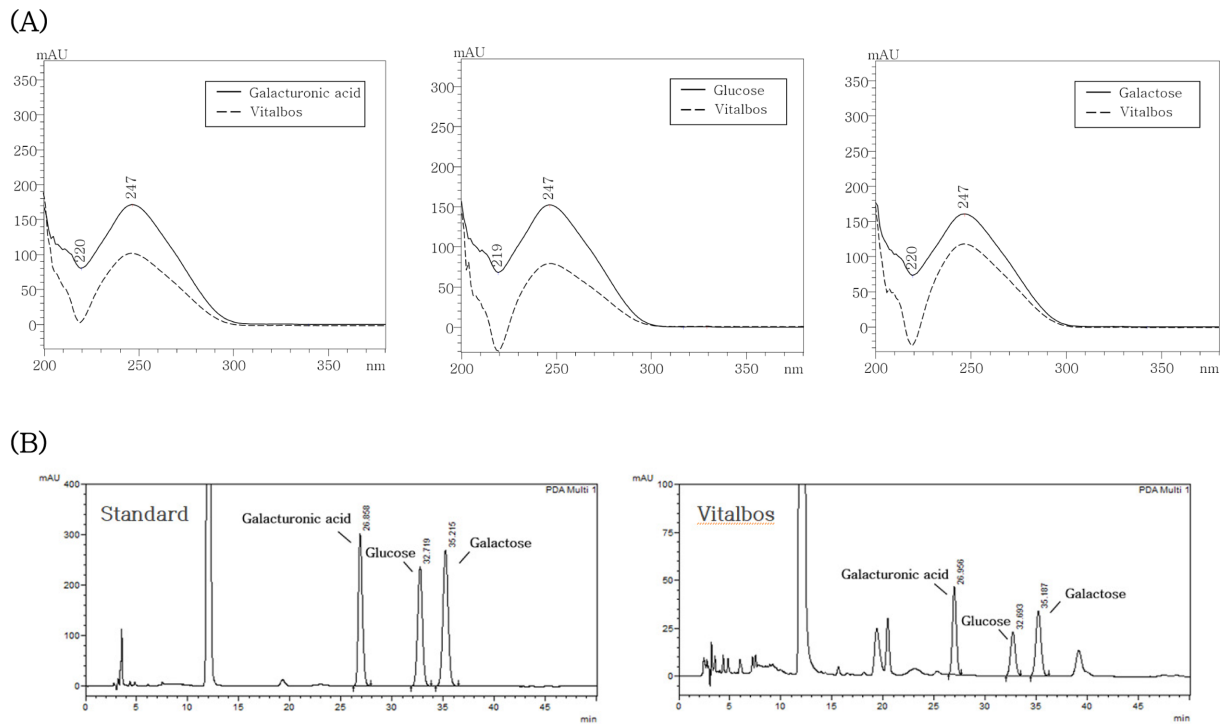 (A)
mAU
350
300
250
200
150
100
50
0
200
250
300
350
nm
Galacturonic acid
Vitalbos
220
247
mAU
300
250
200
150
100
50
0
200
250
300
350
nm
Glucose
Vitalbos
219
247
mAU
350
300
250
200
150
100
50
0
200
250
300
350
nm
Galactose
Vitalbos
220
247
(B)
mAU
400
300
200
100
0
0
5
10
15
20
25
30
35
40
45
min
PDA Multi 1
Standard
Galacturonic acid
26.858
Glucose
32.719
35.215
Galactose
mAU
100
75
50
25
0
0
5
10
15
20
25
30
35
40
45
min
PDA Multi 1
Vitalbos
Galacturonic acid
26.956
Glucose
32.693
35.187
Galactose